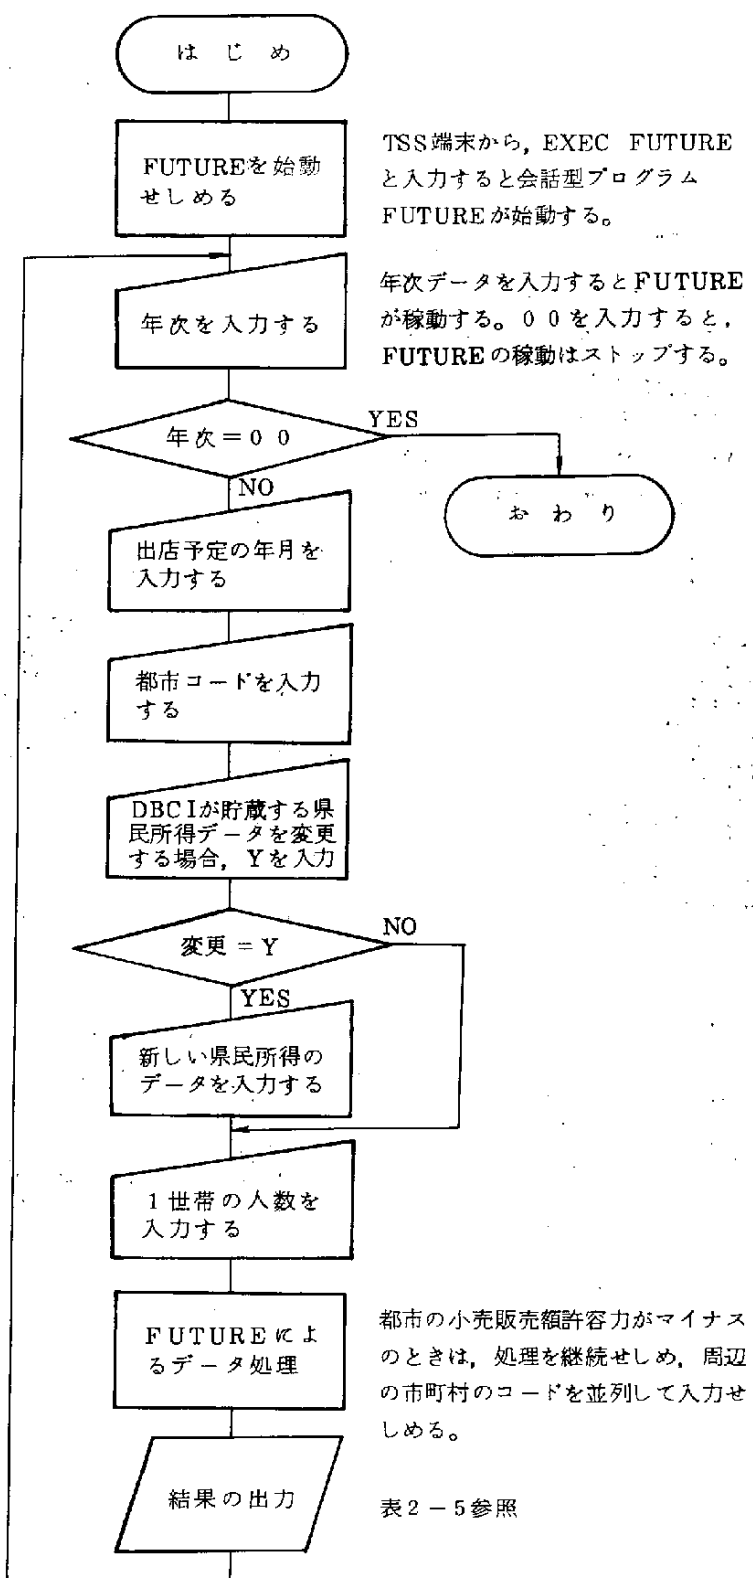 はじめ
FUTUREを始動
せしめる
TSS端末から，EXEC FUTURE
と入力すると会話型プログラム
FUTUREが始動する。
年次を入力する
年次データを入力するとFUTURE
が稼動する。00を入力すると，
FUTUREの稼動はストップする。
年次＝00
YES
NO
おわり
出店予定の年月を
入力する
都市コードを入力
する
DBCIが貯蔵する県
民所得データを変更
する場合，Yを入力
変更＝Y
NO
YES
新しい県民所得の
データを入力する
1世帯の人数を
入力する
FUTUREによ
るデータ処理
都市の小売販売額許容力がマイナス
のときは，処理を継続せしめ，周辺
の市町村のコードを並列して入力せ
しめる。
結果の出力
表2－5参照